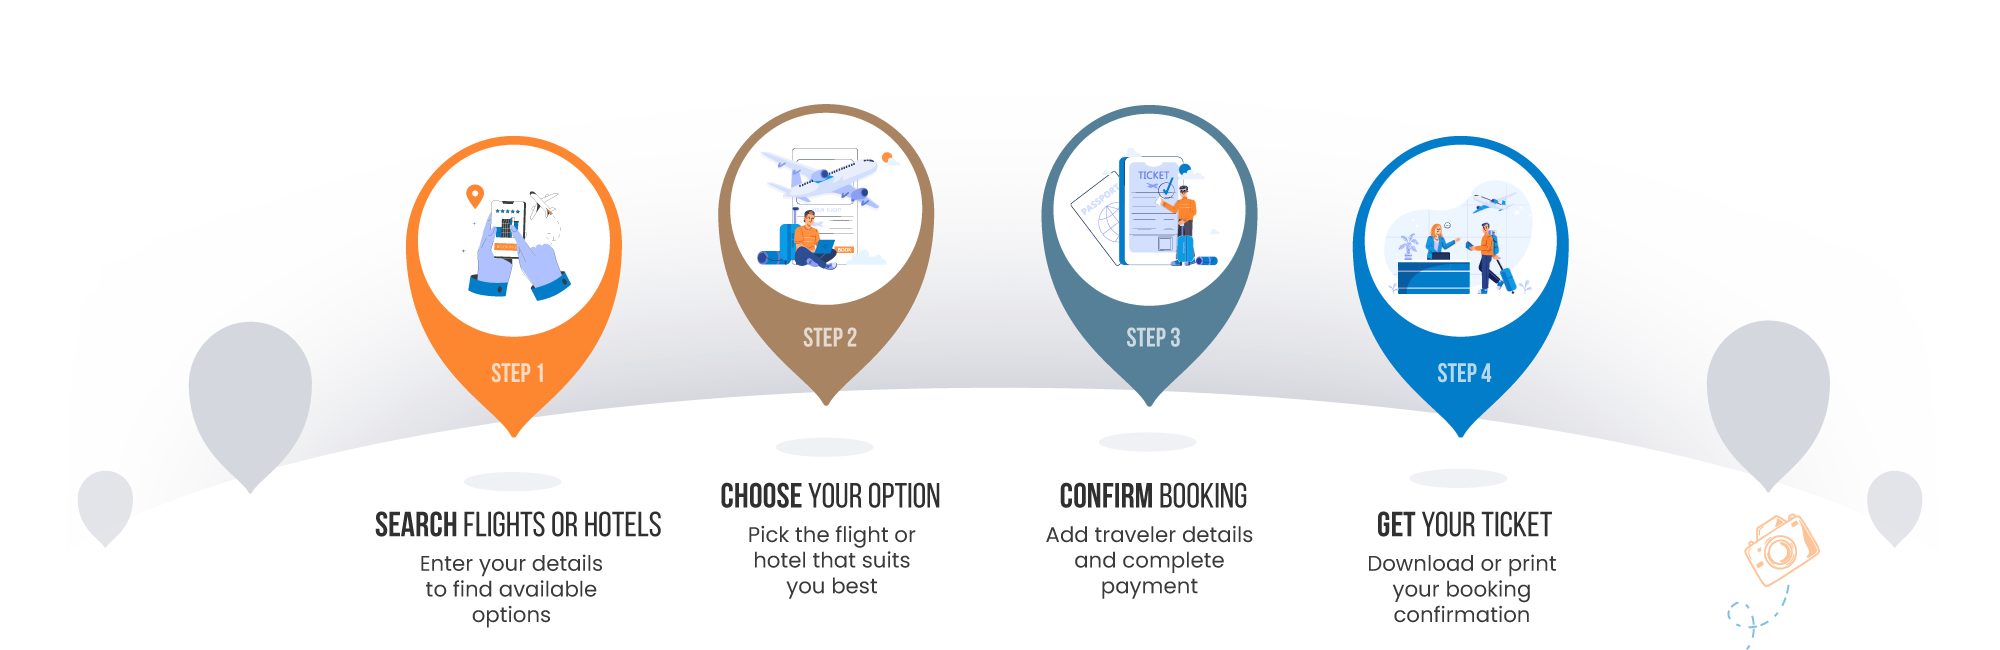 STEP 1
SEARCH FLIGHTS OR HOTELS
Enter your details
to find available
options
BOOK
STEP 2
CHOOSE YOUR OPTION
Pick the flight or
hotel that suits
you best
PASSPORT
TICKET
STEP 3
CONFIRM BOOKING
Add traveler details
and complete
payment
STEP 4
GET YOUR TICKET
Download or print
your booking
confirmation